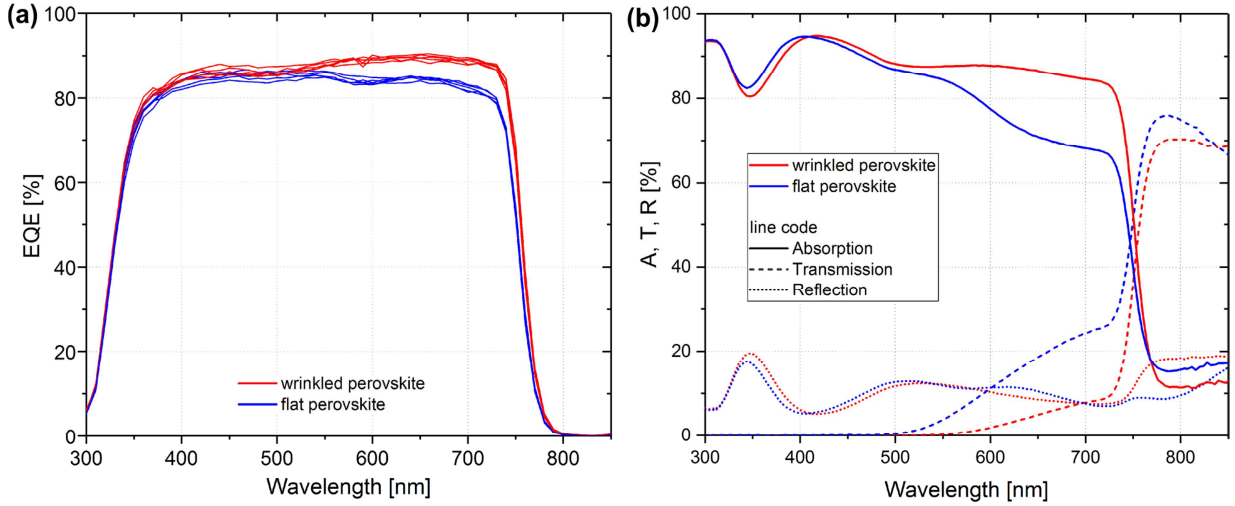 (a)
EQE [%]
100
80
60
40
20
0
wrinkled perovskite
flat perovskite
300
400
500
600
700
800
Wavelength [nm]
(b)
A, T, R [%]
100
80
60
40
20
0
wrinkled perovskite
flat perovskite
line code
Absorption
Transmission
Reflection
300
400
500
600
700
800
Wavelength [nm]